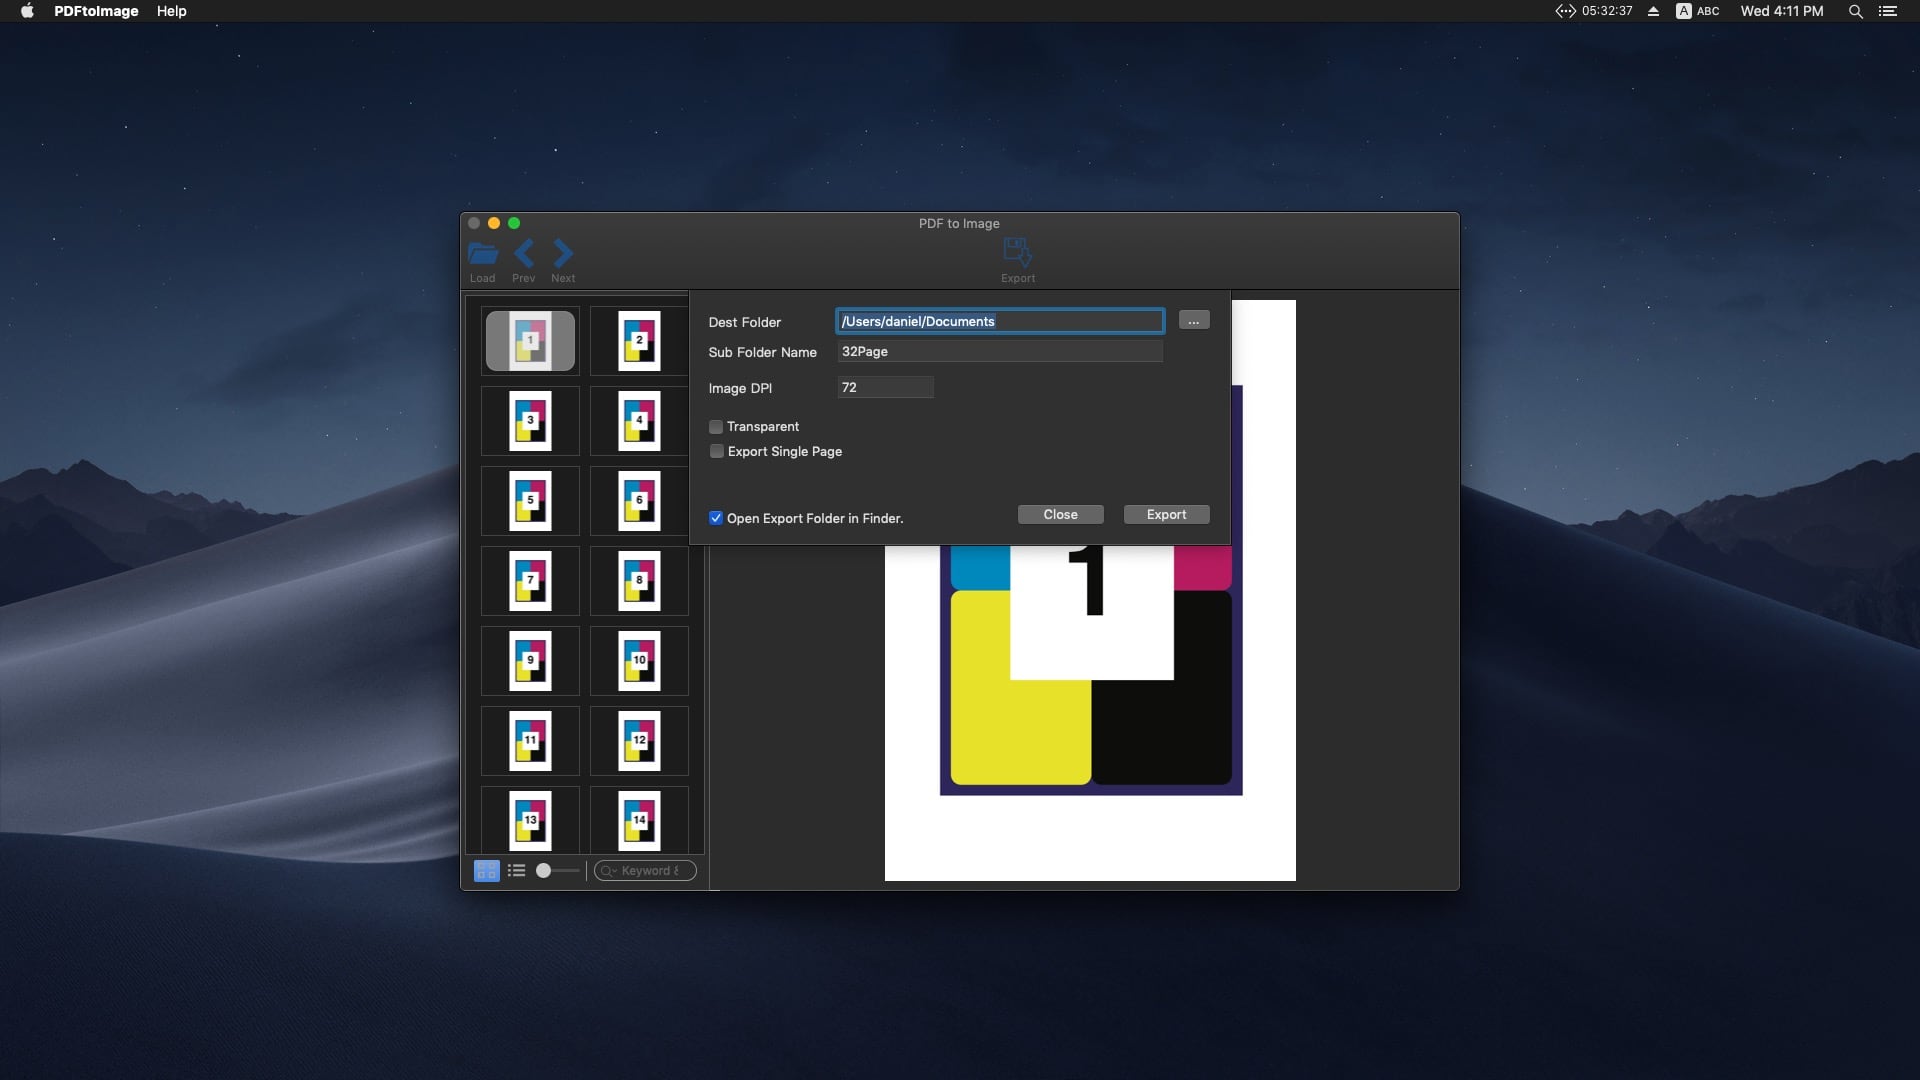 PDFtoImage Help 05:32:37 A ABC Wed 4:11 PM
PDF to Image
Load Prev Next Export
Dest Folder /Users/daniel/Documents ...
Sub Folder Name 32Page
Image DPI 72
Transparent
Export Single Page
Open Export Folder in Finder. Close Export
1 2
3 4
5 6
7 8
9 10
11 12
13 14
1
Keyword